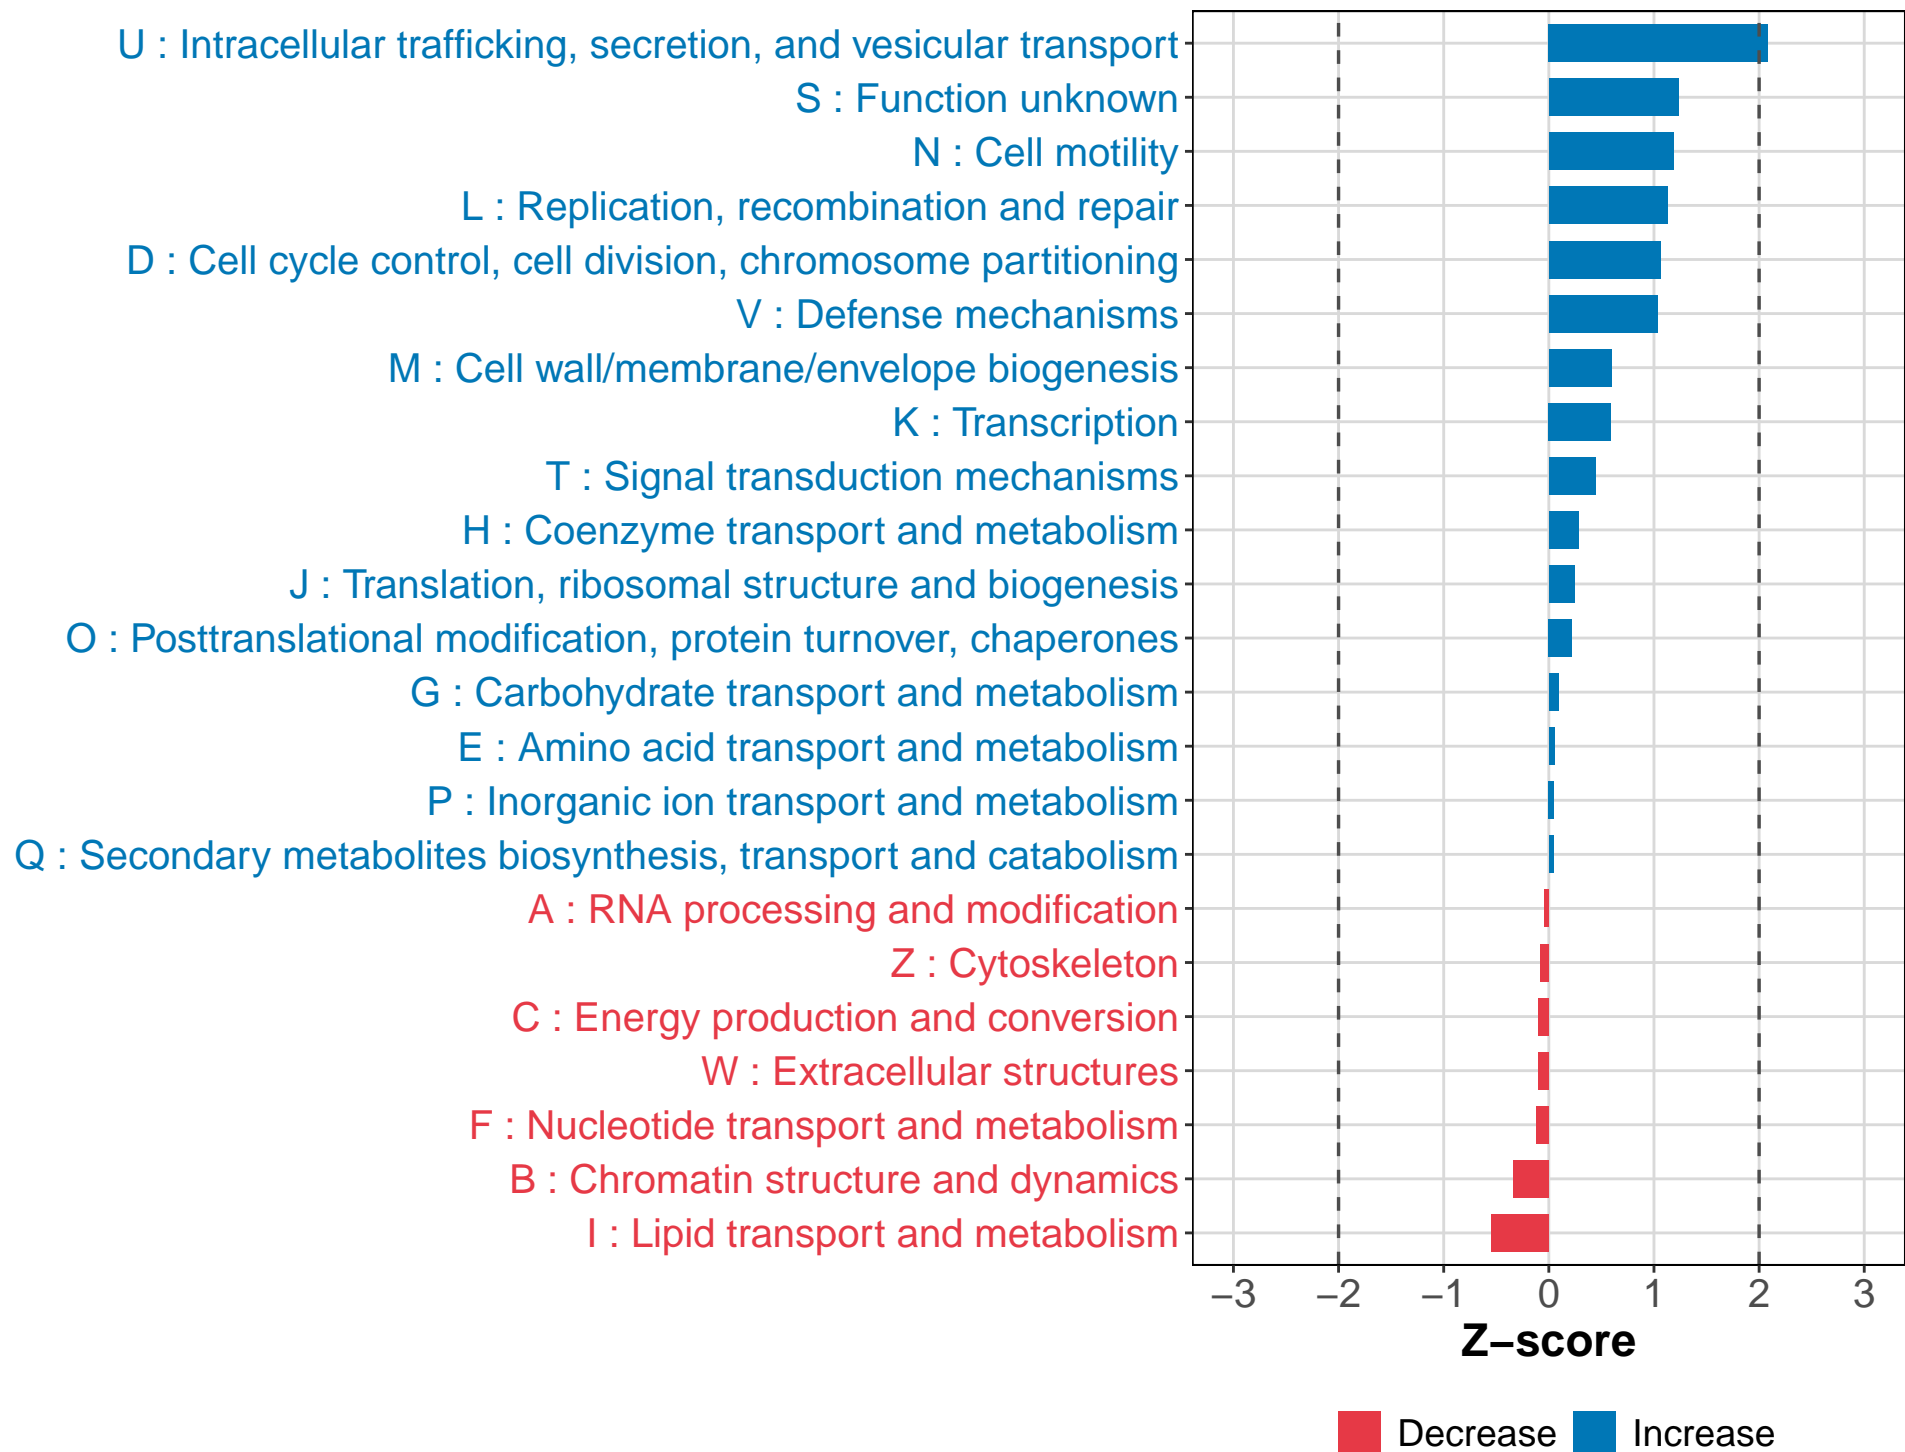 U : Intracellular trafficking, secretion, and vesicular transport
S : Function unknown
N : Cell motility
L : Replication, recombination and repair
D : Cell cycle control, cell division, chromosome partitioning
V : Defense mechanisms
M : Cell wall/membrane/envelope biogenesis
K : Transcription
T : Signal transduction mechanisms
H : Coenzyme transport and metabolism
J : Translation, ribosomal structure and biogenesis
O : Posttranslational modification, protein turnover, chaperones
G : Carbohydrate transport and metabolism
E : Amino acid transport and metabolism
P : Inorganic ion transport and metabolism
Q : Secondary metabolites biosynthesis, transport and catabolism
A : RNA processing and modification
Z : Cytoskeleton
C : Energy production and conversion
W : Extracellular structures
F : Nucleotide transport and metabolism
B : Chromatin structure and dynamics
I : Lipid transport and metabolism
−3 −2 −1 0 1 2 3
Z−score
Decrease Increase